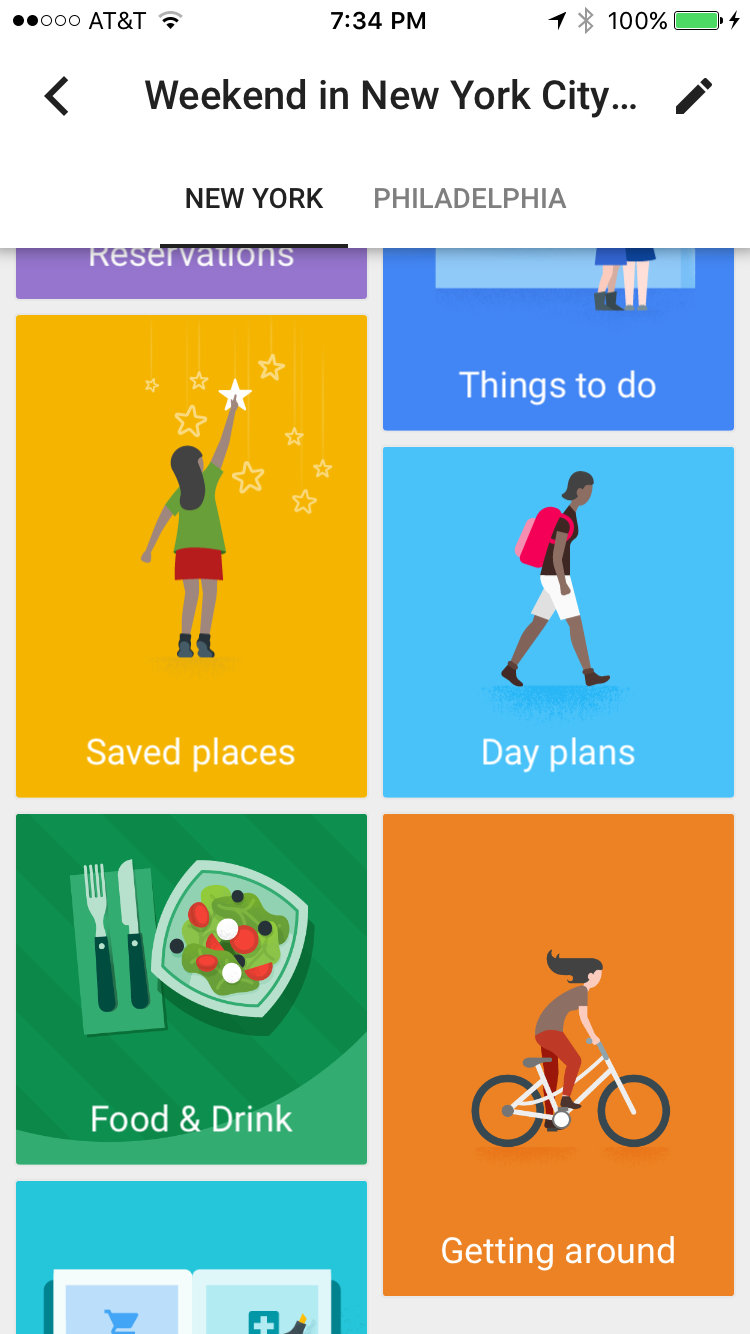 AT&T 7:34 PM 100%
Weekend in New York City...
NEW YORK PHILADELPHIA
Reservations
Things to do
Saved places
Day plans
Food & Drink
Getting around